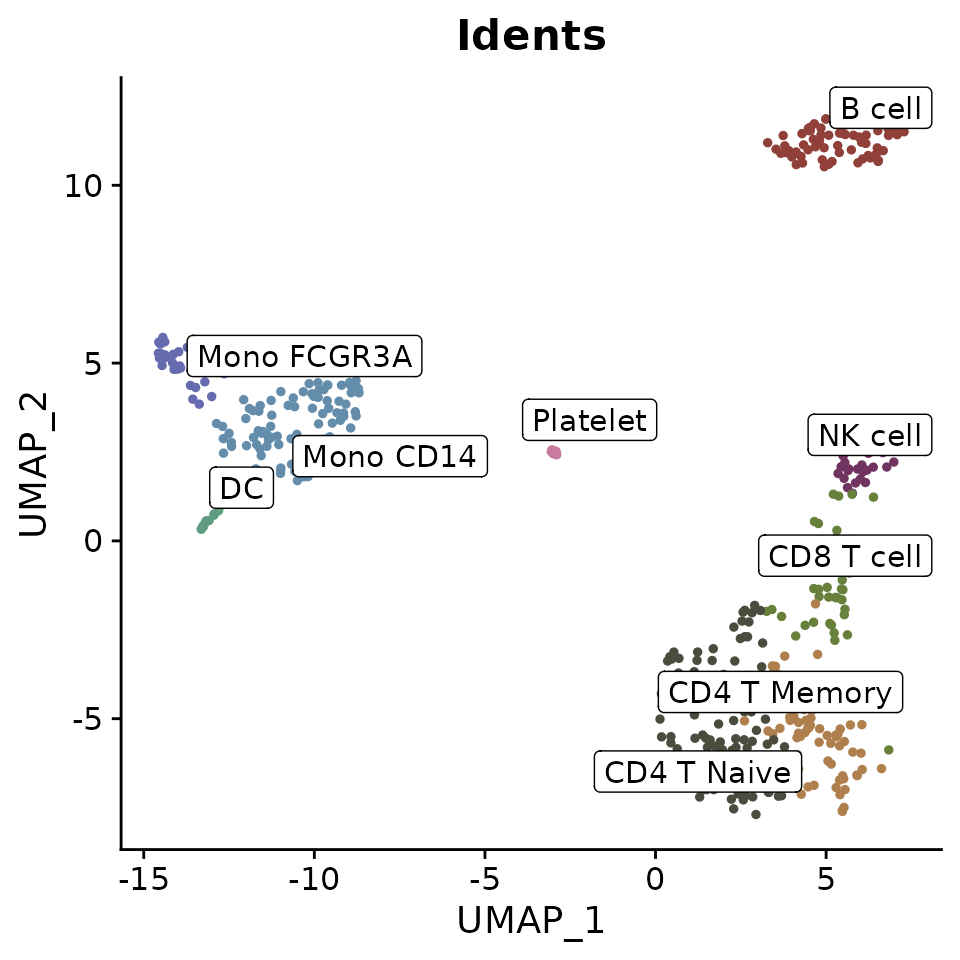 Idents
B cell
10
5
Mono FCGR3A
Platelet
NK cell
Mono CD14
DC
UMAP_2
0
CD8 T cell
CD4 T Memory
-5
CD4 T Naive
-15 -10 -5 0 5
UMAP_1